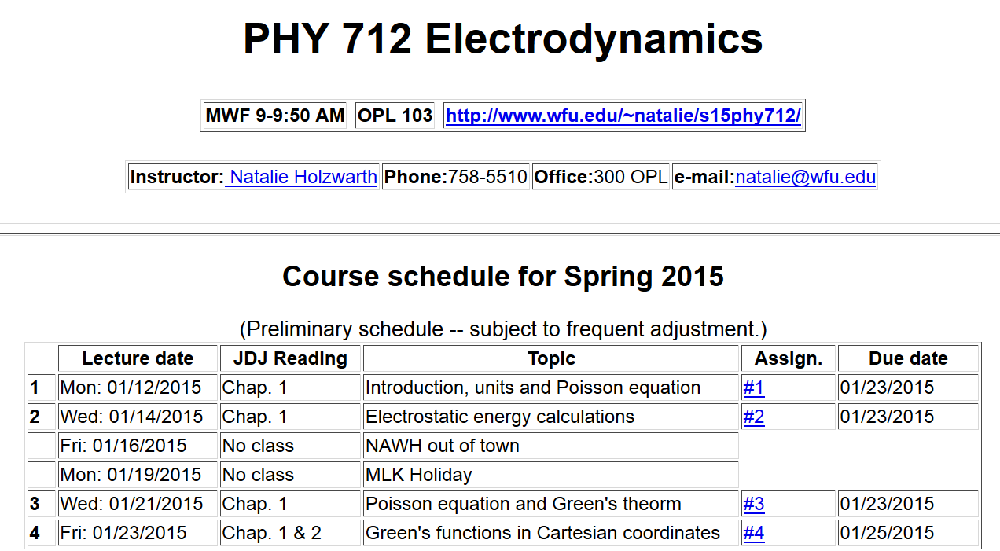 PHY 712 Electrodynamics
MWF 9-9:50 AM OPL 103 http://www.wfu.edu/~natalie/s15phy712/
Instructor: Natalie Holzwarth Phone:758-5510 Office:300 OPL e-mail:natalie@wfu.edu
Course schedule for Spring 2015
(Preliminary schedule -- subject to frequent adjustment.)
Lecture date JDJ Reading Topic Assign. Due date
1 Mon: 01/12/2015 Chap. 1 Introduction, units and Poisson equation #1 01/23/2015
2 Wed: 01/14/2015 Chap. 1 Electrostatic energy calculations #2 01/23/2015
Fri: 01/16/2015 No class NAWH out of town
Mon: 01/19/2015 No class MLK Holiday
3 Wed: 01/21/2015 Chap. 1 Poisson equation and Green's theorm #3 01/23/2015
4 Fri: 01/23/2015 Chap. 1 & 2 Green's functions in Cartesian coordinates #4 01/25/2015